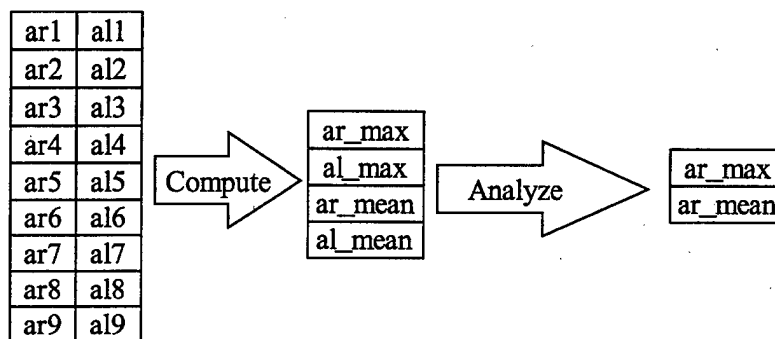 ar1 al1
ar2 al2
ar3 al3
ar4 al4
ar5 al5
ar6 al6
ar7 al7
ar8 al8
ar9 al9
Compute
ar_max
al_max
ar_mean
al_mean
Analyze
ar_max
ar_mean